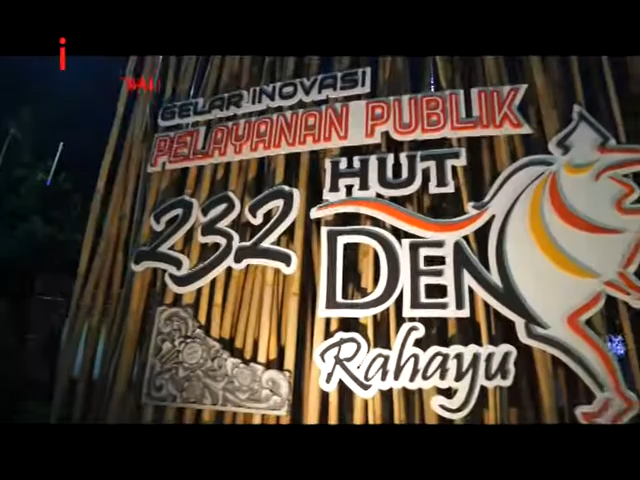 i
GELAR INOVASI
PELAYANAN PUBLIK
232
HUT
DEN
Rahayu